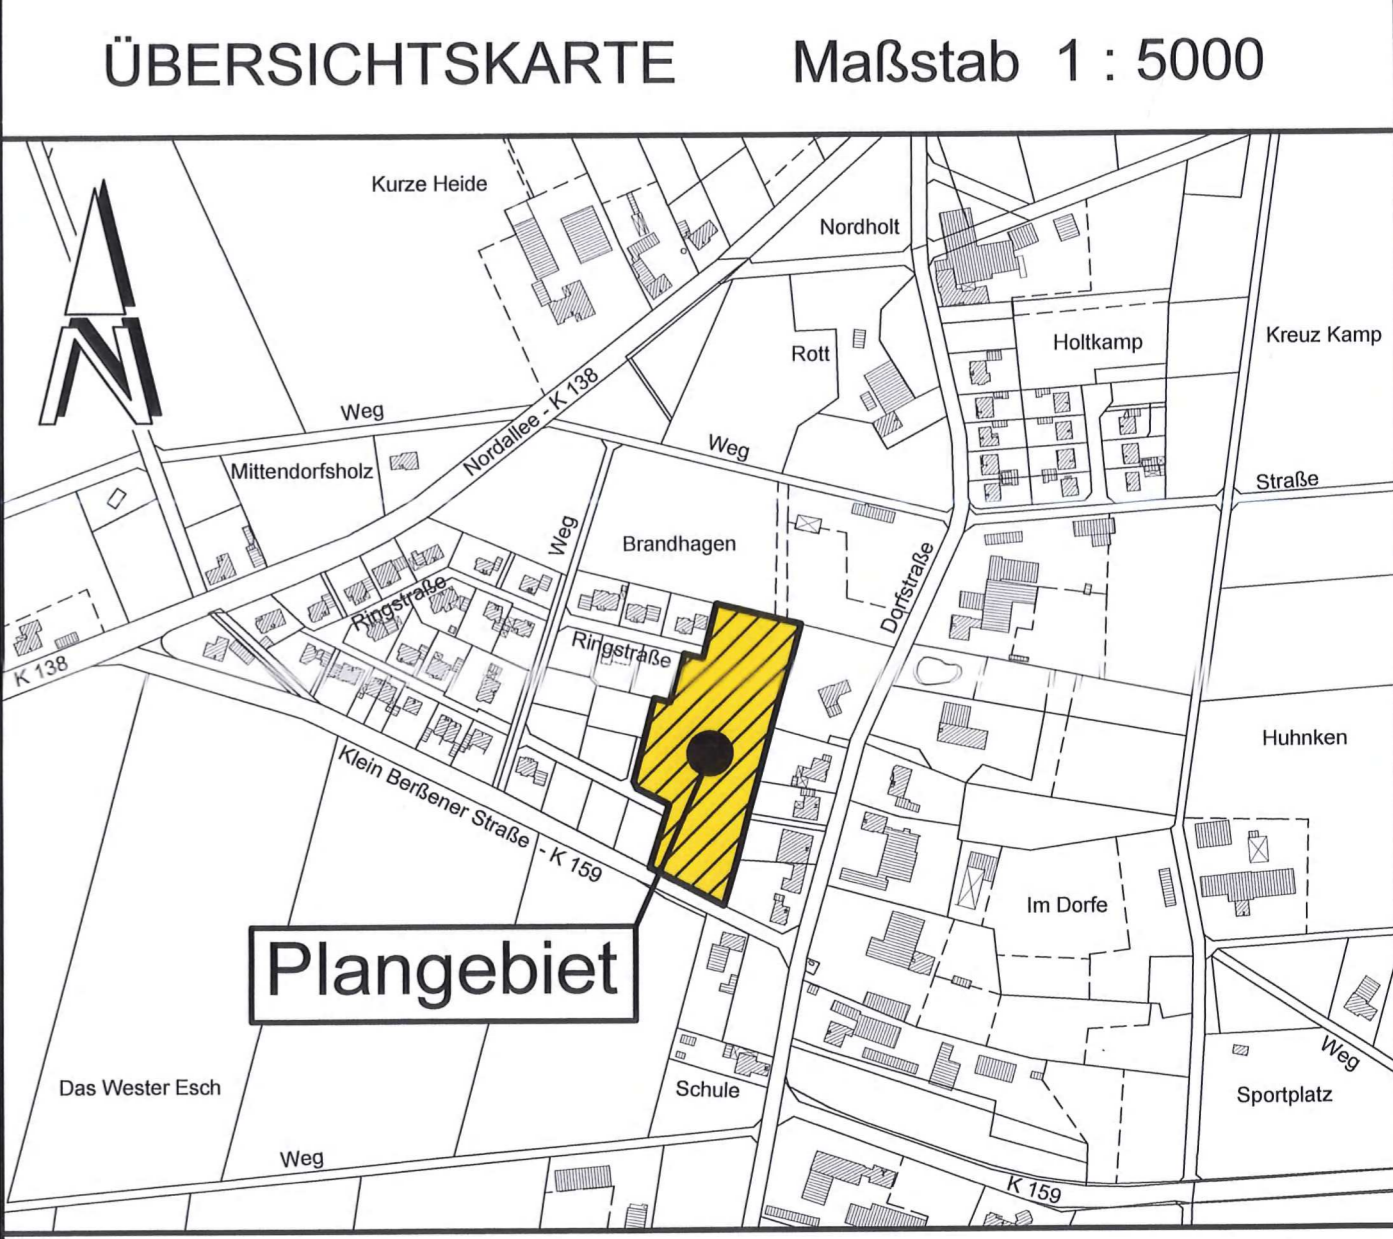 ÜBERSICHTSKARTE Maßstab 1 : 5000
Kurze Heide
Nordholt
N
Holtkamp
Kreuz Kamp
Rott
Weg
Nordallee - K 138
Weg
Mittendorfsholz
Straße
Weg
Brandhagen
Dorfstraße
Ringstraße
Ringstraße
K 138
Huhnken
Klein Berßener Straße - K 159
Im Dorfe
Plangebiet
Weg
Das Wester Esch
Schule
Sportplatz
Weg
K 159